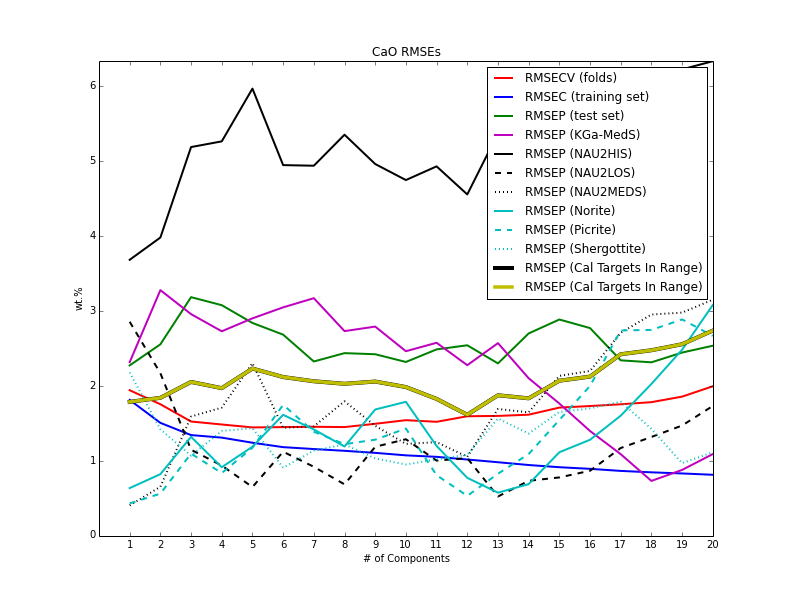 CaO RMSEs
RMSECV (folds)
RMSEC (training set)
RMSEP (test set)
RMSEP (KGa-MedS)
RMSEP (NAU2HIS)
RMSEP (NAU2LOS)
RMSEP (NAU2MEDS)
RMSEP (Norite)
RMSEP (Picrite)
RMSEP (Shergottite)
RMSEP (Cal Targets In Range)
RMSEP (Cal Targets In Range)
wt.%
6
5
4
3
2
1
0
1 2 3 4 5 6 7 8 9 10 11 12 13 14 15 16 17 18 19 20
# of Components